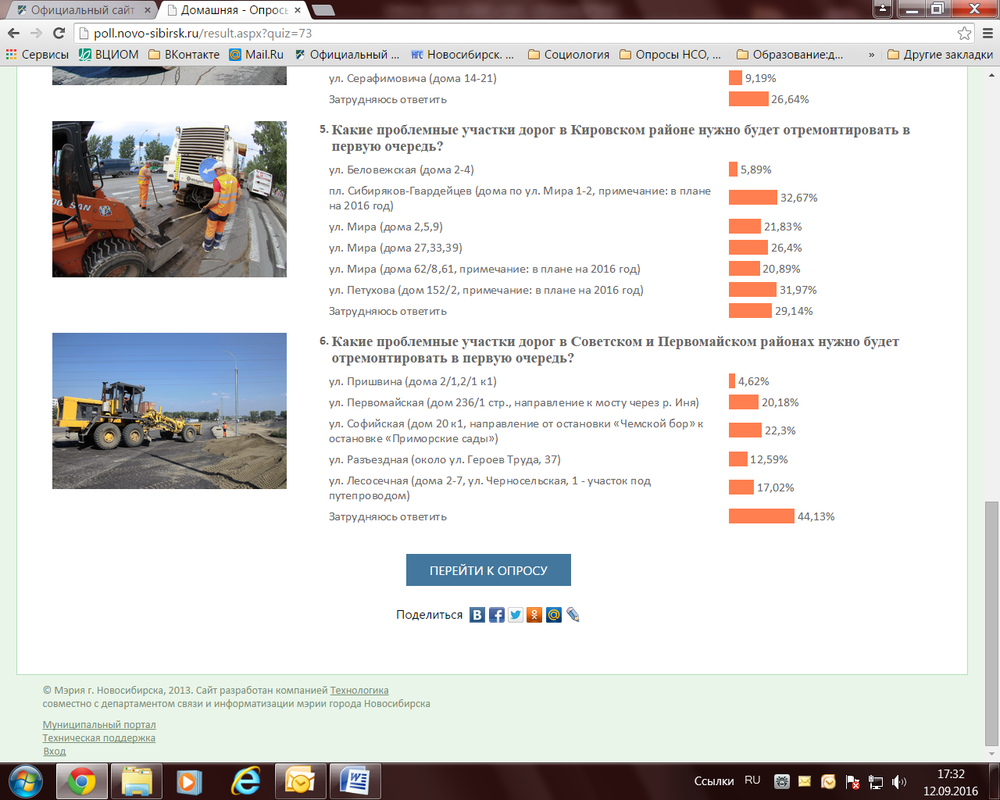 Официальный сайт
Домашняя - Опрось
poll.novo-sibirsk.ru/result.aspx?quiz=73
Сервисы
ВЦИОМ
ВКонтакте
Mail.Ru
Официальный ...
НГС Новосибирск. ...
Социология
Опросы НСО, ...
Образование:д...
»
Другие закладки
ул. Серафимовича (дома 14-21) 9,19%
Затрудняюсь ответить 26,64%
5. Какие проблемные участки дорог в Кировском районе нужно будет отремонтировать в
первую очередь?
ул. Беловежская (дома 2-4) 5,89%
пл. Сибиряков-Гвардейцев (дома по ул. Мира 1-2, примечание: в плане
на 2016 год) 32,67%
ул. Мира (дома 2,5,9) 21,83%
ул. Мира (дома 27,33,39) 26,4%
ул. Мира (дома 62/8,61, примечание: в плане на 2016 год) 20,89%
ул. Петухова (дом 152/2, примечание: в плане на 2016 год) 31,97%
Затрудняюсь ответить 29,14%
6. Какие проблемные участки дорог в Советском и Первомайском районах нужно будет
отремонтировать в первую очередь?
ул. Пришвина (дома 2/1,2/1 к1) 4,62%
ул. Первомайская (дом 236/1 стр., направление к мосту через р. Иня) 20,18%
ул. Софийская (дом 20 к1, направление от остановки «Чемской бор» к
остановке «Приморские сады») 22,3%
ул. Разъездная (около ул. Героев Труда, 37) 12,59%
ул. Лесосечная (дома 2-7, ул. Черносельская, 1 - участок под
путепроводом) 17,02%
Затрудняюсь ответить 44,13%
ПЕРЕЙТИ К ОПРОСУ
Поделиться
© Мэрия г. Новосибирска, 2013. Сайт разработан компанией Технологика
совместно с департаментом связи и информатизации мэрии города Новосибирска
Муниципальный портал
Техническая поддержка
Вход
Ссылки
RU
17:32
12.09.2016